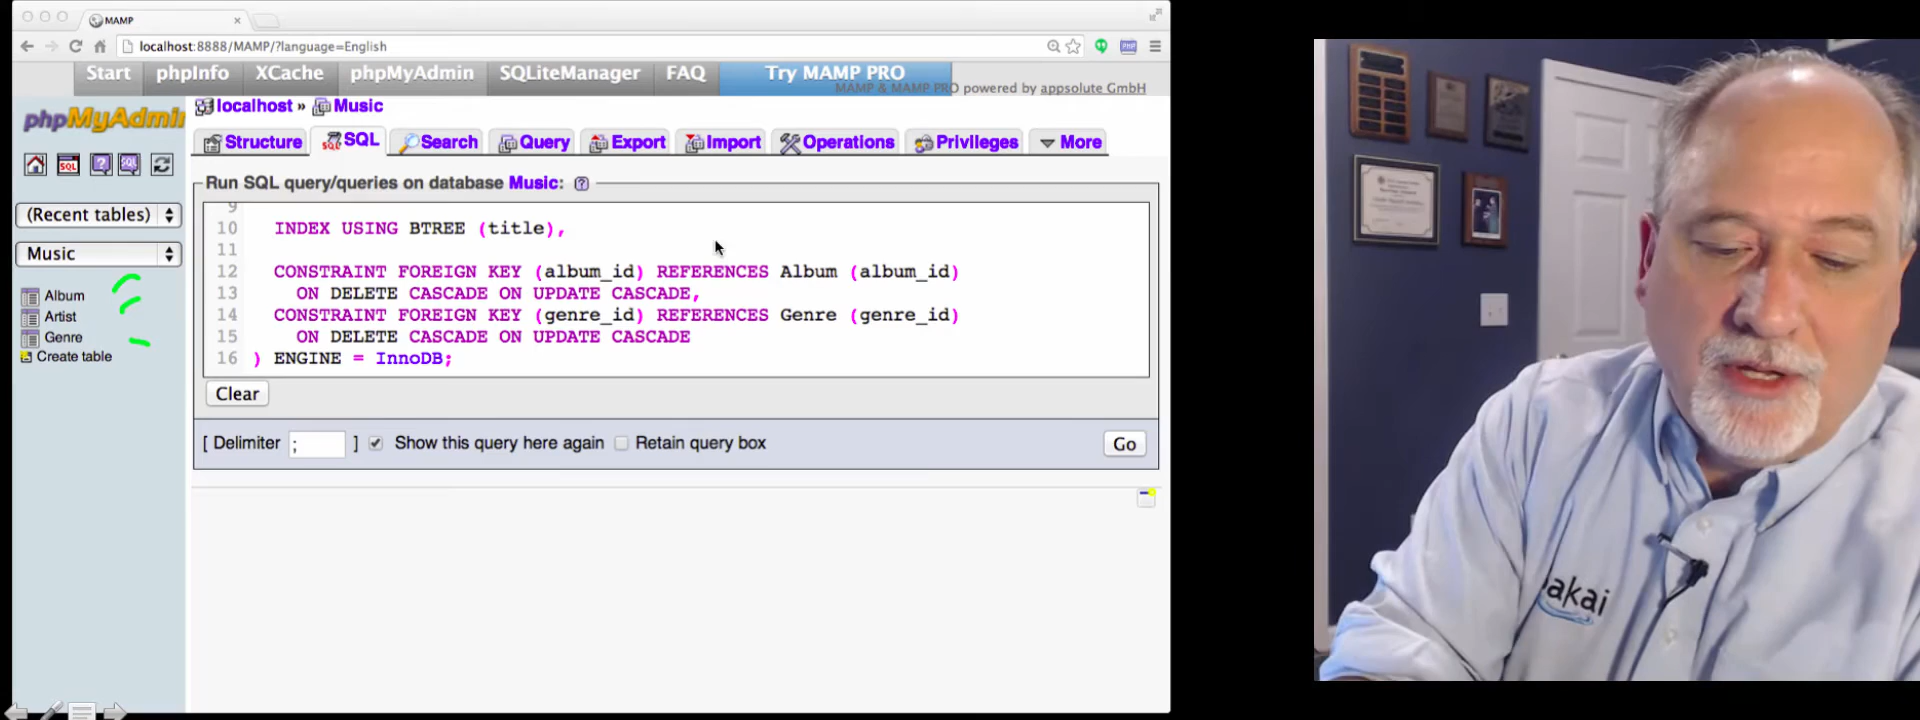 MAMP
localhost:8888/MAMP/?language=English
Start phpInfo XCache phpMyAdmin SQLiteManager FAQ Try MAMP PRO
MAMP & MAMP PRO powered by appsolute GmbH
phpMyAdmin
localhost » Music
Structure SQL Search Query Export Import Operations Privileges More
(Recent tables)
Music
Album
Artist
Genre
Create table
Run SQL query/queries on database Music:
9
10 INDEX USING BTREE (title),
11
12 CONSTRAINT FOREIGN KEY (album_id) REFERENCES Album (album_id)
13 ON DELETE CASCADE ON UPDATE CASCADE,
14 CONSTRAINT FOREIGN KEY (genre_id) REFERENCES Genre (genre_id)
15 ON DELETE CASCADE ON UPDATE CASCADE
16 ) ENGINE = InnoDB;
Clear
[ Delimiter ; ] Show this query here again Retain query box Go
sakai